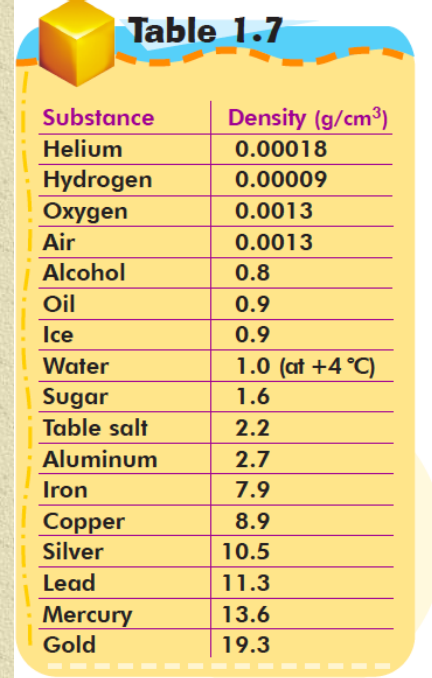 Table 1.7
Substance Density (g/cm³)
Helium 0.00018
Hydrogen 0.00009
Oxygen 0.0013
Air 0.0013
Alcohol 0.8
Oil 0.9
Ice 0.9
Water 1.0 (at +4 °C)
Sugar 1.6
Table salt 2.2
Aluminum 2.7
Iron 7.9
Copper 8.9
Silver 10.5
Lead 11.3
Mercury 13.6
Gold 19.3